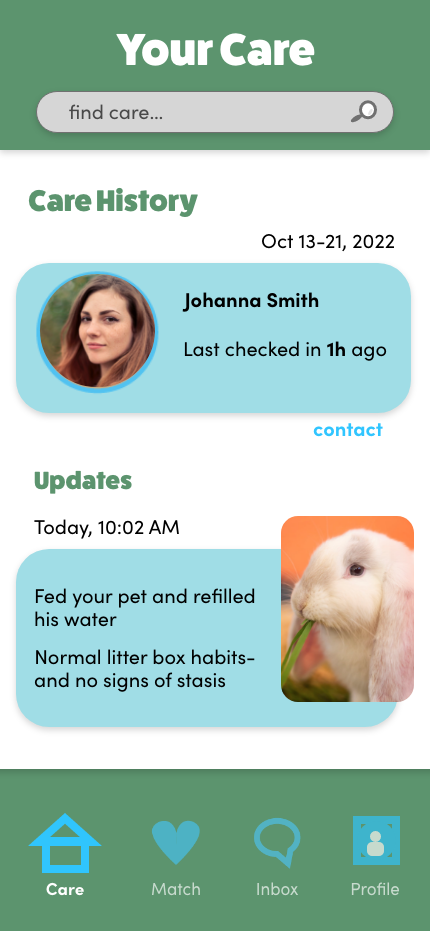 Your Care
find care...
Care History
Oct 13-21, 2022
Johanna Smith
Last checked in 1h ago
contact
Updates
Today, 10:02 AM
Fed your pet and refilled
his water
Normal litter box habits-
and no signs of stasis
Care
Match
Inbox
Profile